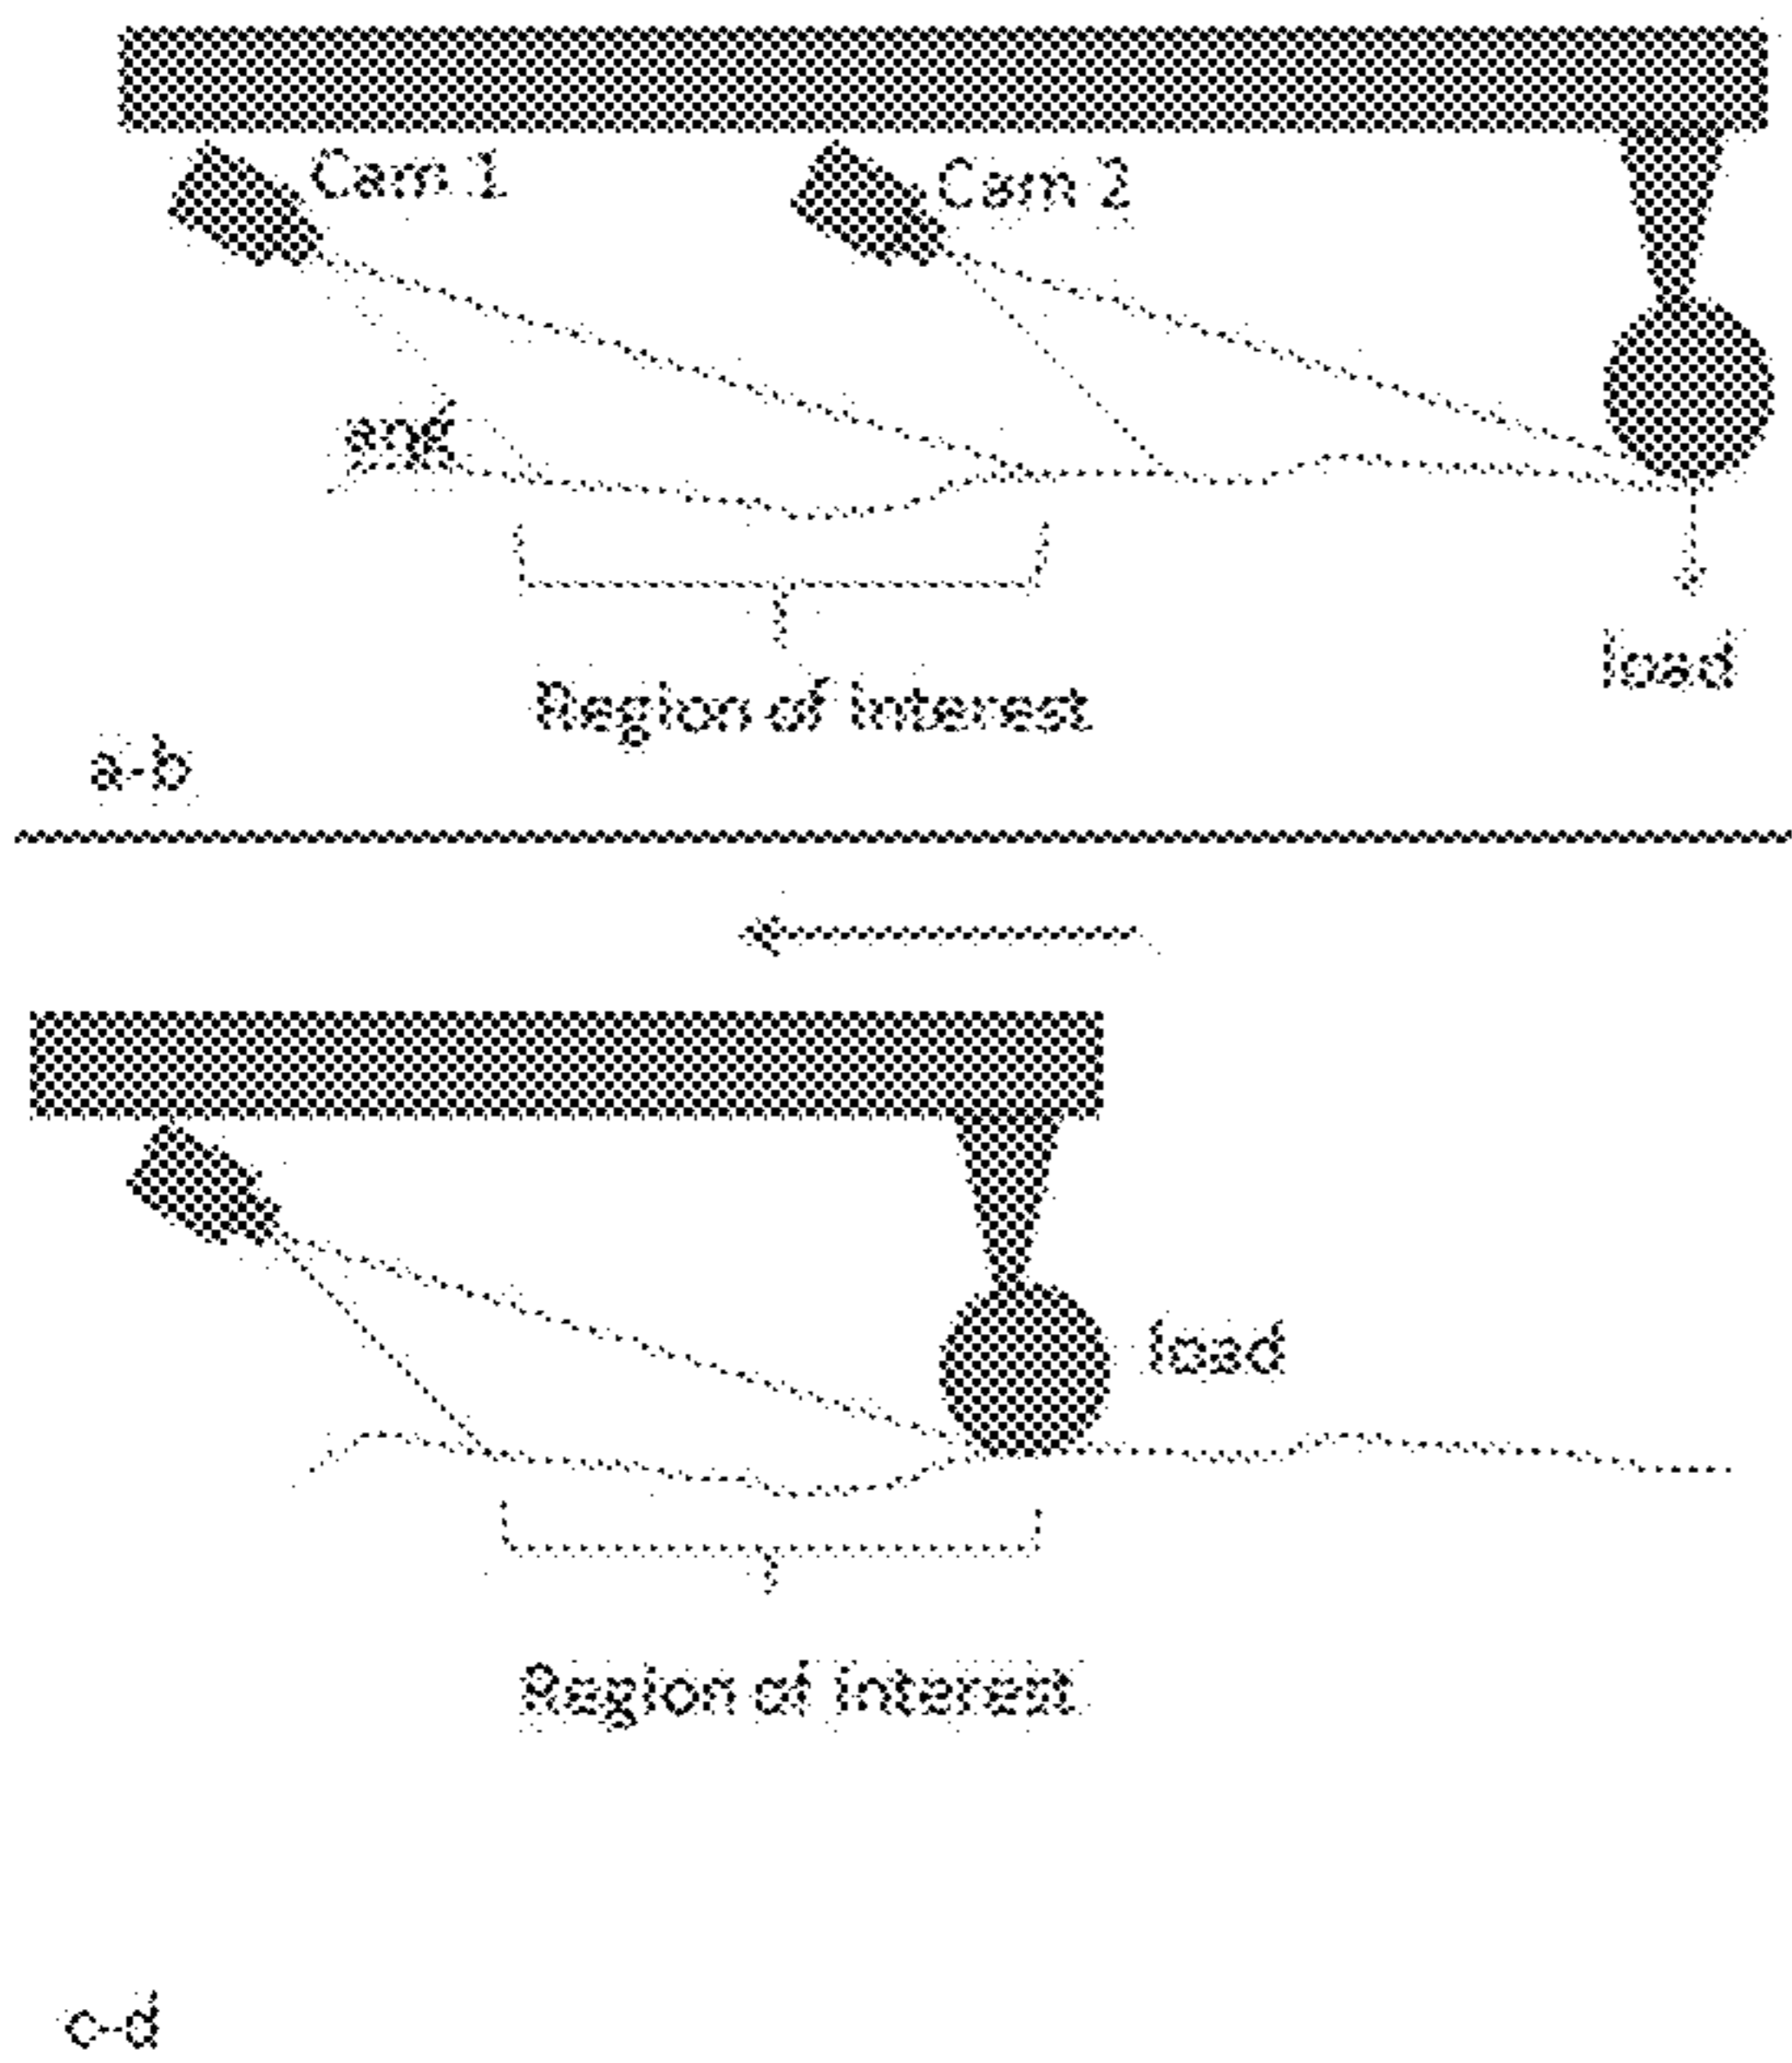 Cam 1
Cam 2
load
Region of Interest
a-b
load
Region of Interest
c-d